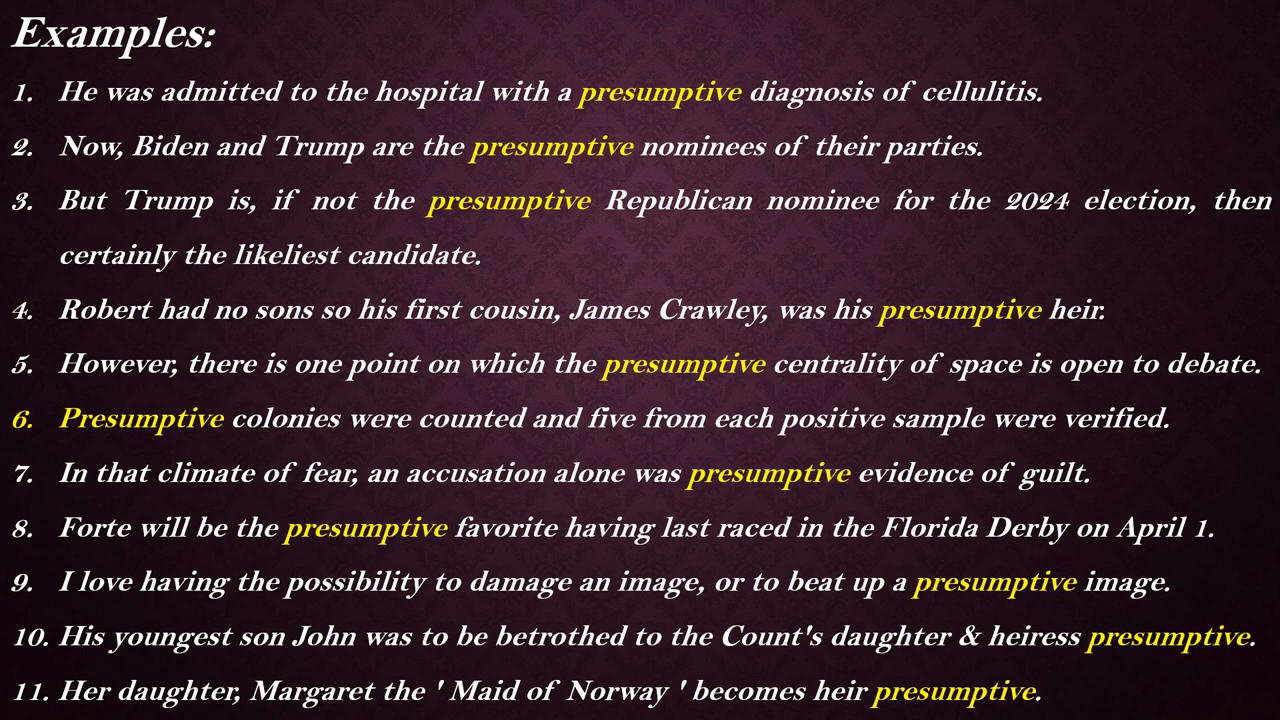 Examples:
1. He was admitted to the hospital with a presumptive diagnosis of cellulitis.
2. Now, Biden and Trump are the presumptive nominees of their parties.
3. But Trump is, if not the presumptive Republican nominee for the 2024 election, then
certainly the likeliest candidate.
4. Robert had no sons so his first cousin, James Crawley, was his presumptive heir.
5. However, there is one point on which the presumptive centrality of space is open to debate.
6. Presumptive colonies were counted and five from each positive sample were verified.
7. In that climate of fear, an accusation alone was presumptive evidence of guilt.
8. Forte will be the presumptive favorite having last raced in the Florida Derby on April 1.
9. I love having the possibility to damage an image, or to beat up a presumptive image.
10. His youngest son John was to be betrothed to the Count's daughter & heiress presumptive.
11. Her daughter, Margaret the ' Maid of Norway ' becomes heir presumptive.